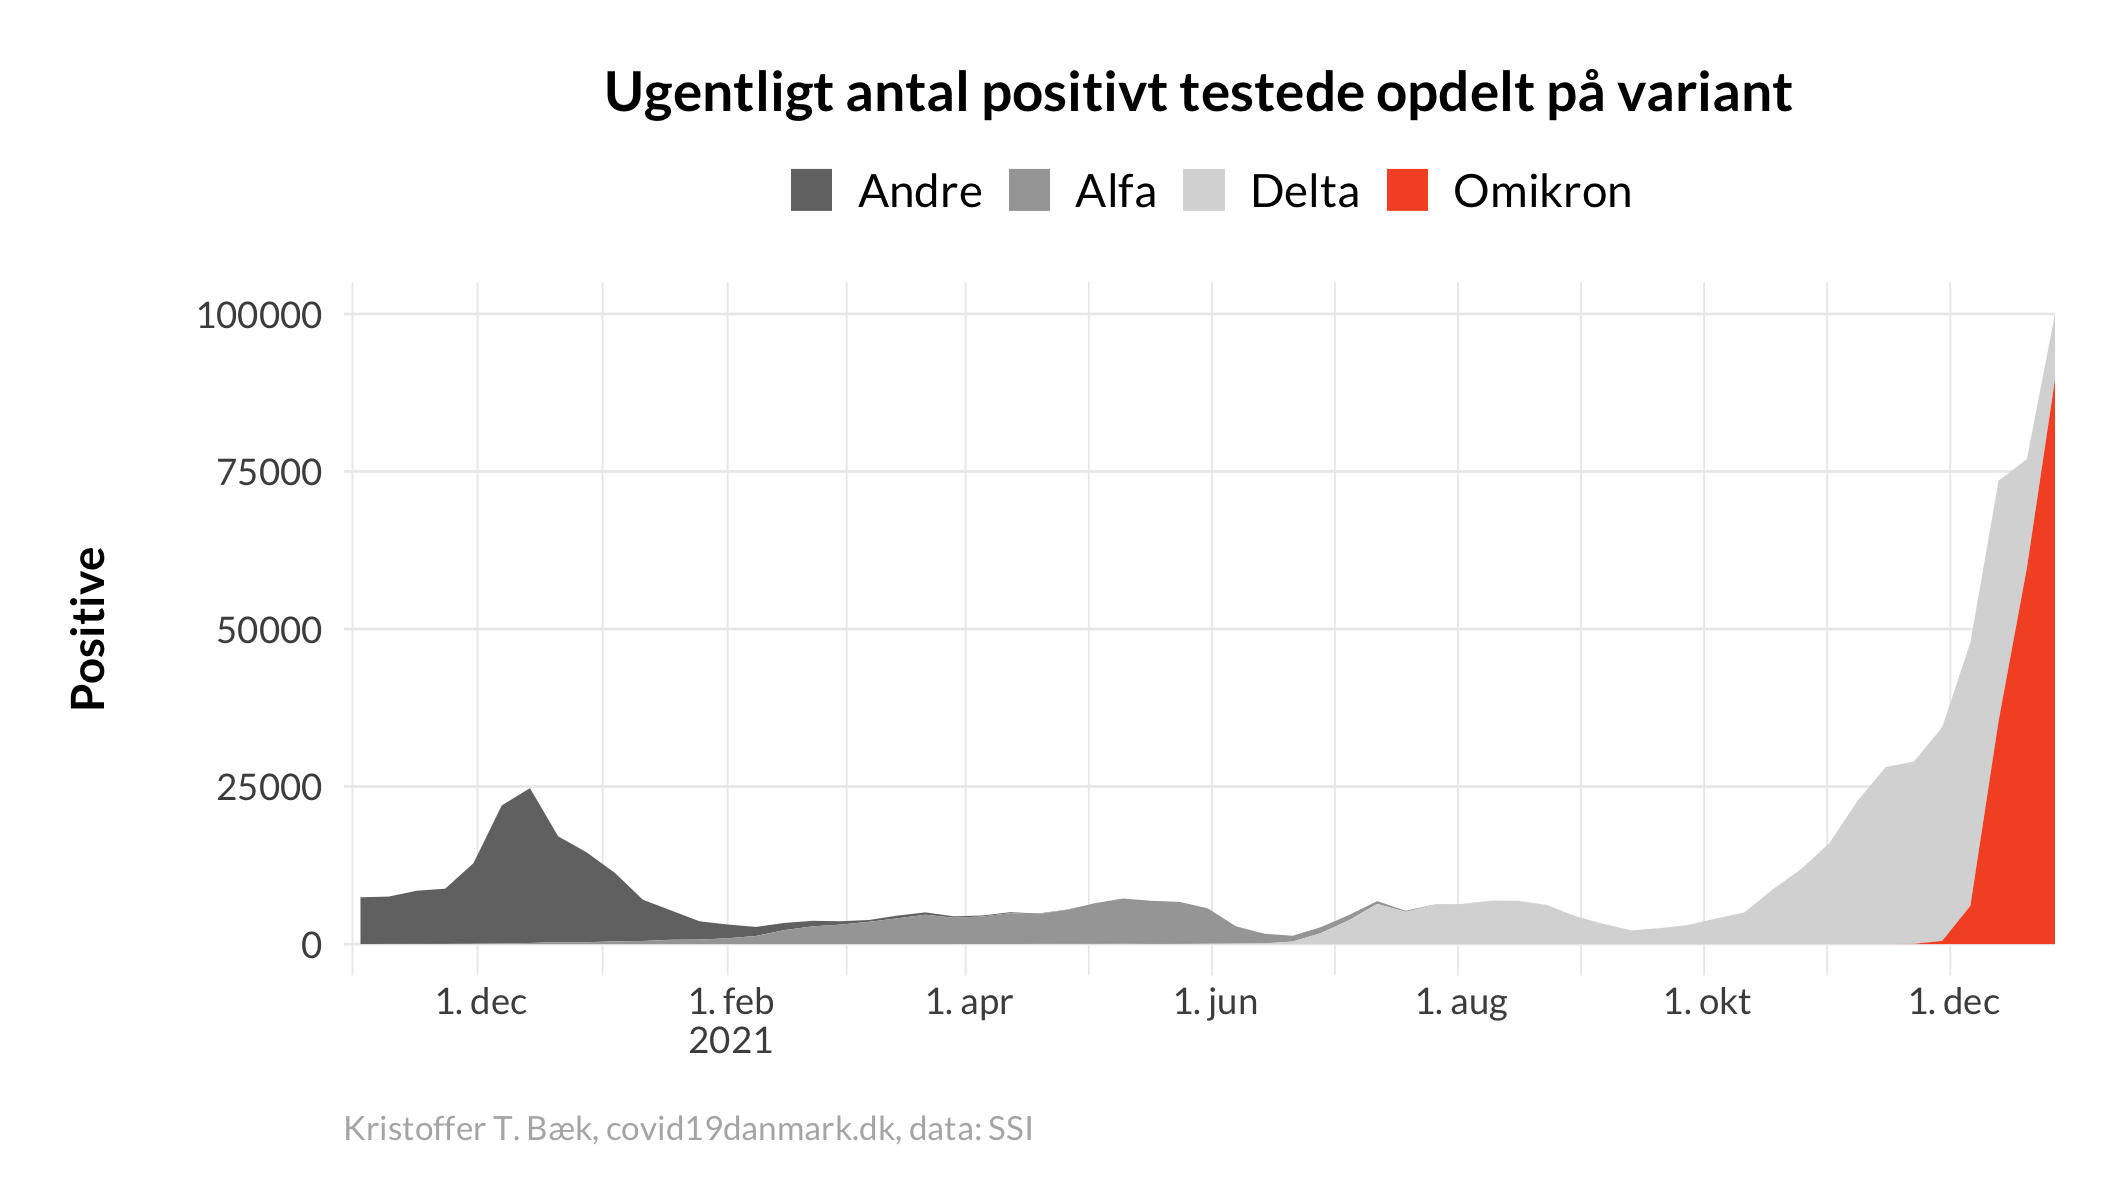 Ugentligt antal positivt testede opdelt på variant
Andre Alfa Delta Omikron
100000
75000
50000
25000
0
Positive
1. dec 1. feb 1. apr 1. jun 1. aug 1. okt 1. dec
2021
Kristoffer T. Bæk, covid19danmark.dk, data: SSI